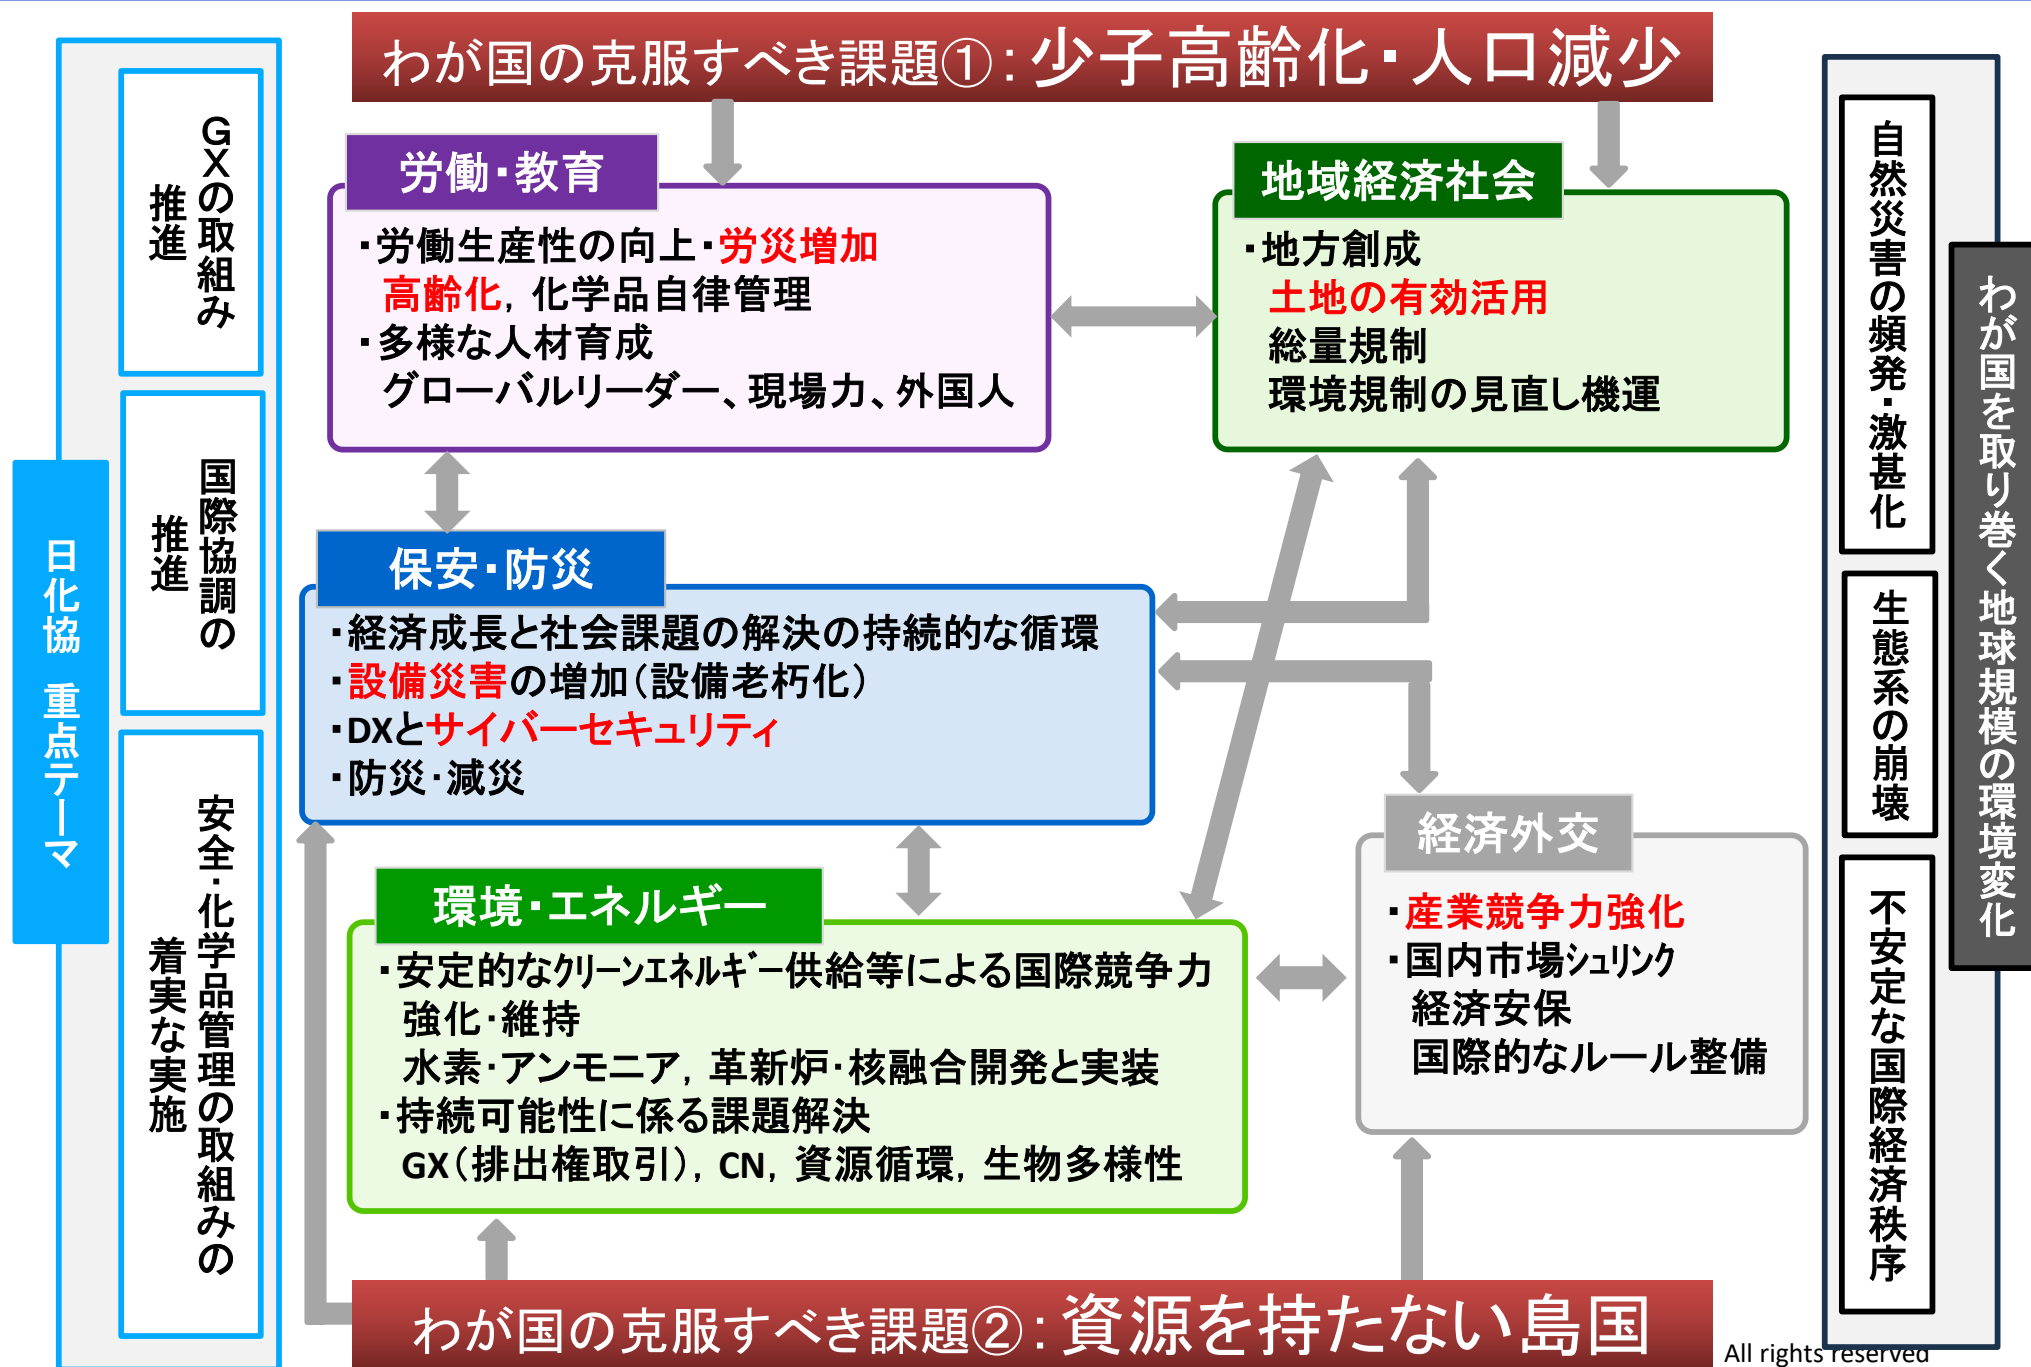 わが国の克服すべき課題①：少子高齢化・人口減少
日化協　重点テーマ
GXの取組み
推進
国際協調の
推進
安全・化学品管理の取組みの
着実な実施
労働・教育
・労働生産性の向上・労災増加
高齢化，化学品自律管理
・多様な人材育成
グローバルリーダー、現場力、外国人
地域経済社会
・地方創成
土地の有効活用
総量規制
環境規制の見直し機運
保安・防災
・経済成長と社会課題の解決の持続的な循環
・設備災害の増加（設備老朽化）
・DXとサイバーセキュリティ
・防災・減災
環境・エネルギー
・安定的なｸﾘｰﾝｴﾈﾙｷﾞｰ供給等による国際競争力
強化・維持
水素・アンモニア，革新炉・核融合開発と実装
・持続可能性に係る課題解決
GX（排出権取引），CN，資源循環，生物多様性
経済外交
・産業競争力強化
・国内市場ｼｭﾘﾝｸ
経済安保
国際的なルール整備
自然災害の頻発・激甚化
生態系の崩壊
不安定な国際経済秩序
わが国を取り巻く地球規模の環境変化
わが国の克服すべき課題②：資源を持たない島国
All rights reserved